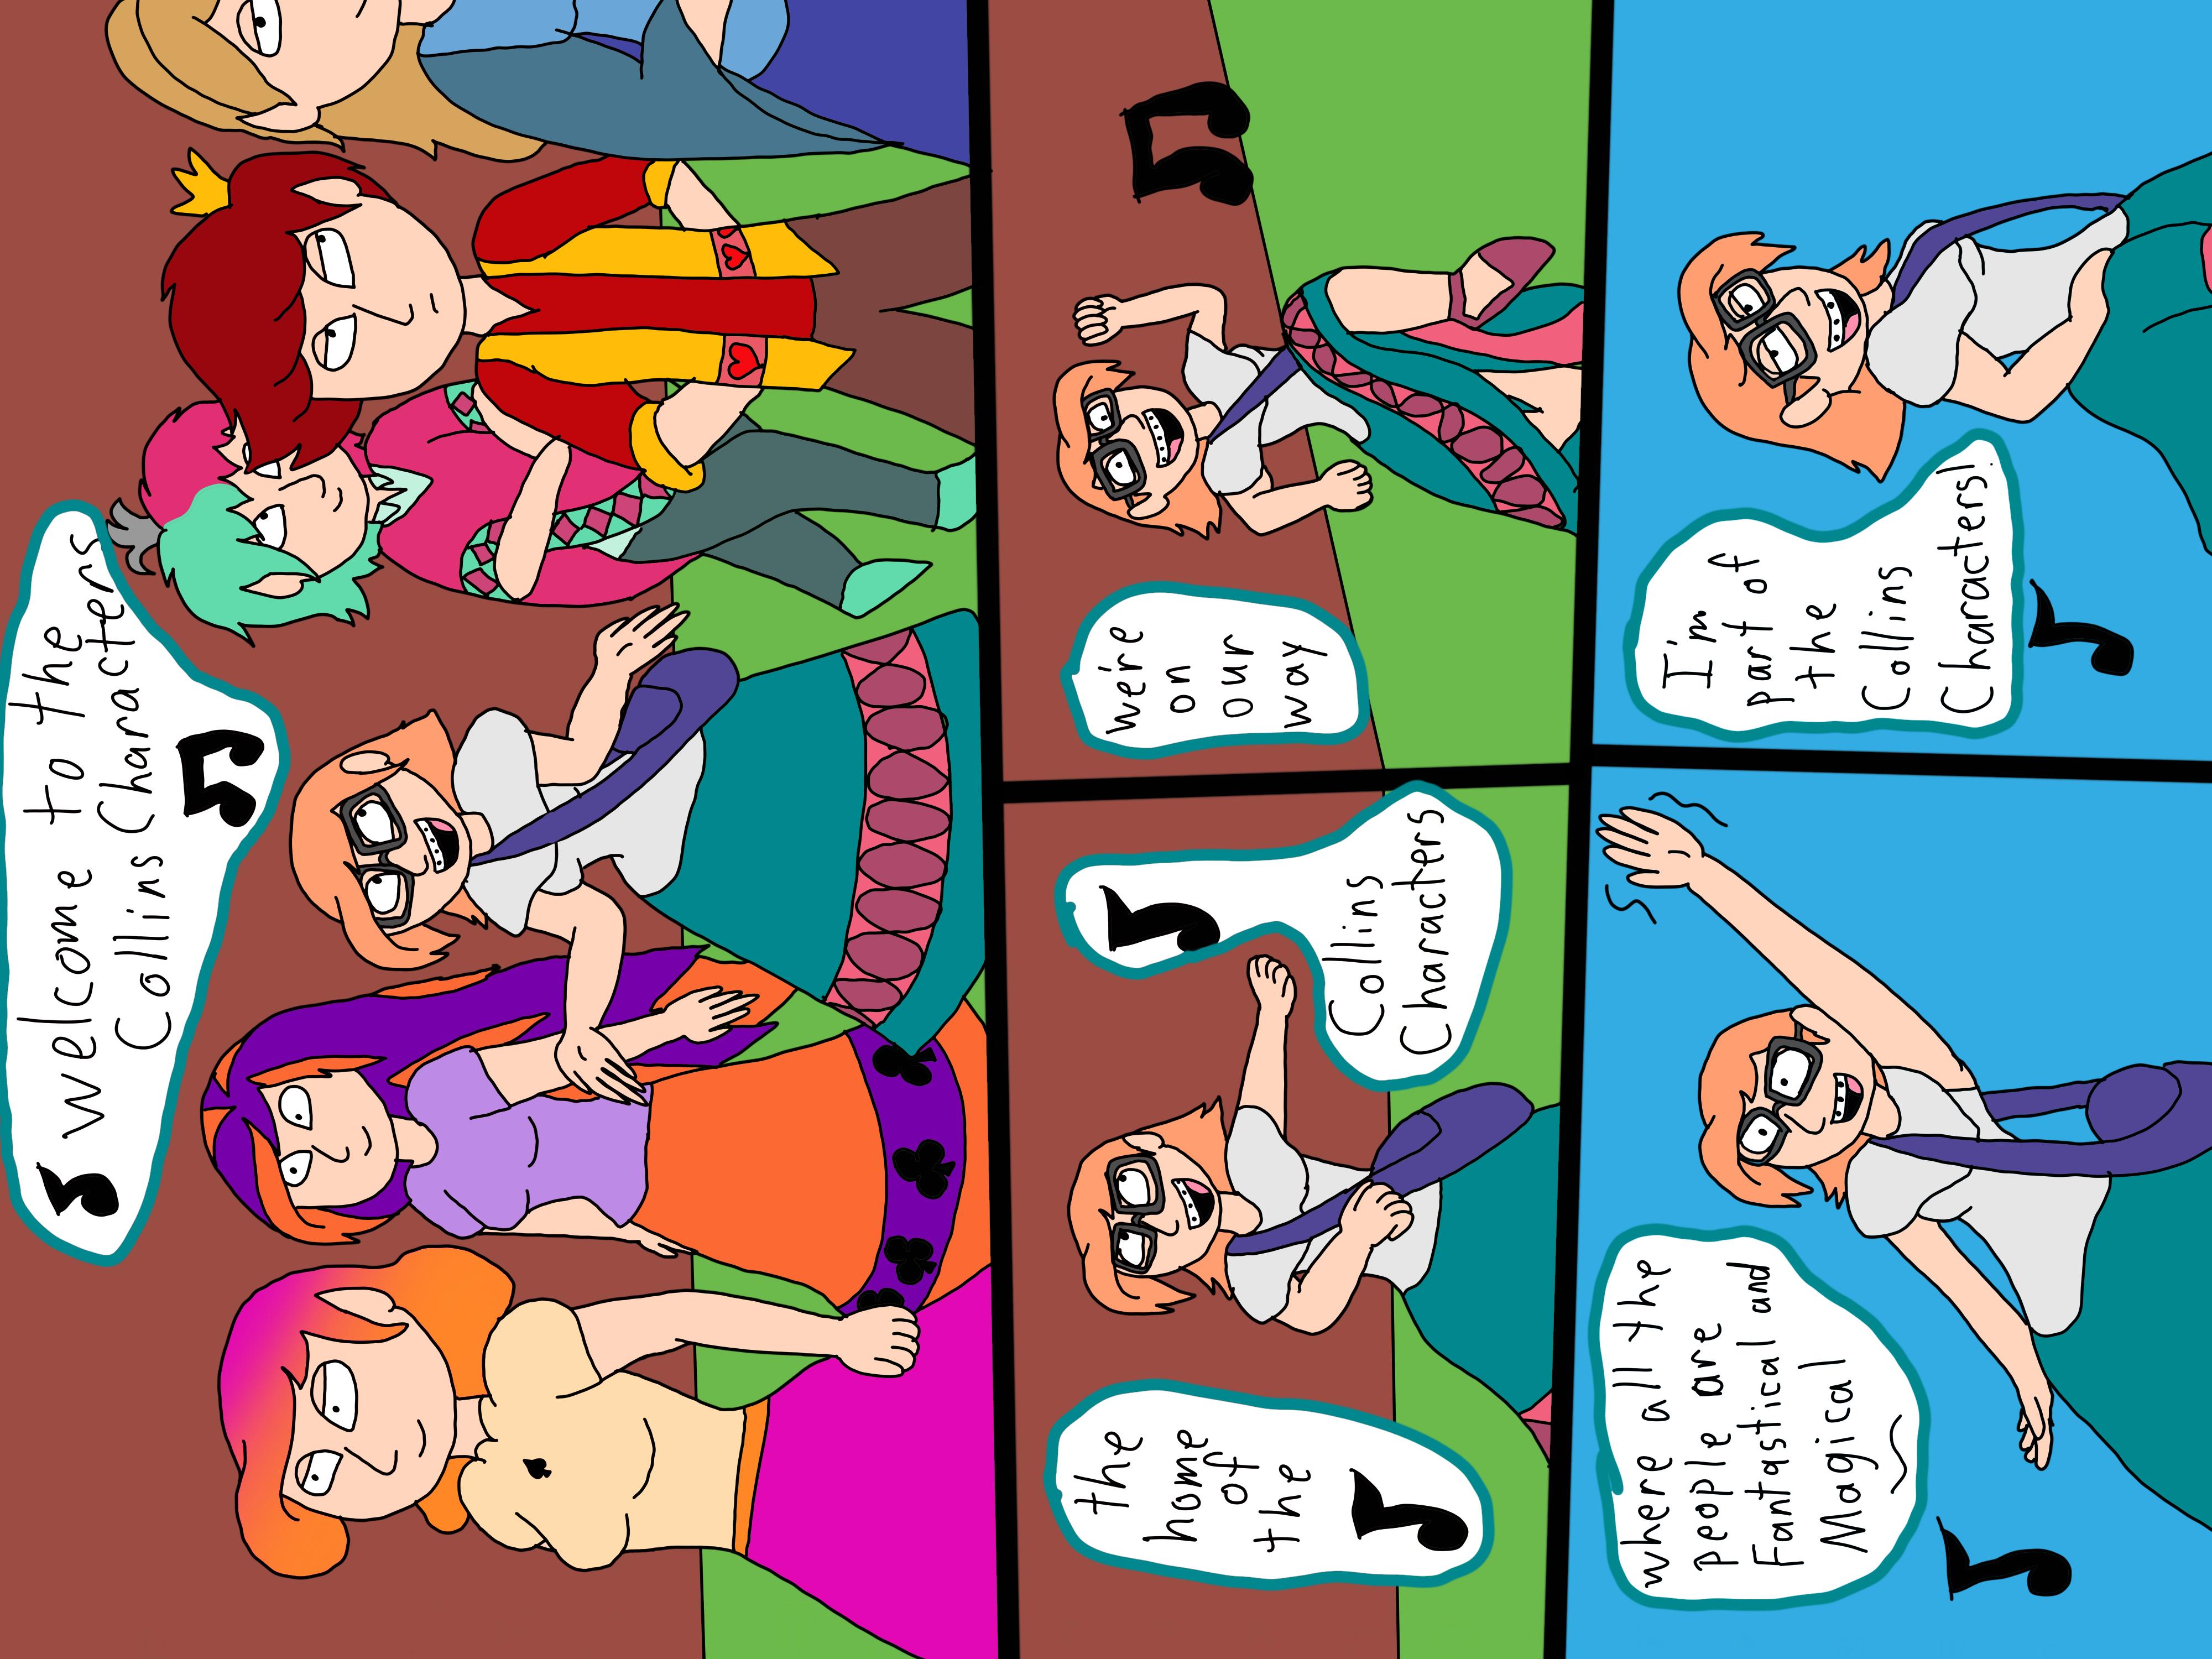 welcome to the
Collins Characters
the
home
of
the
Collins
Characters
we're
on
our
way
where all the
people are
Fantastical and
Magical
I'm
part of
the
Collins
Characters!